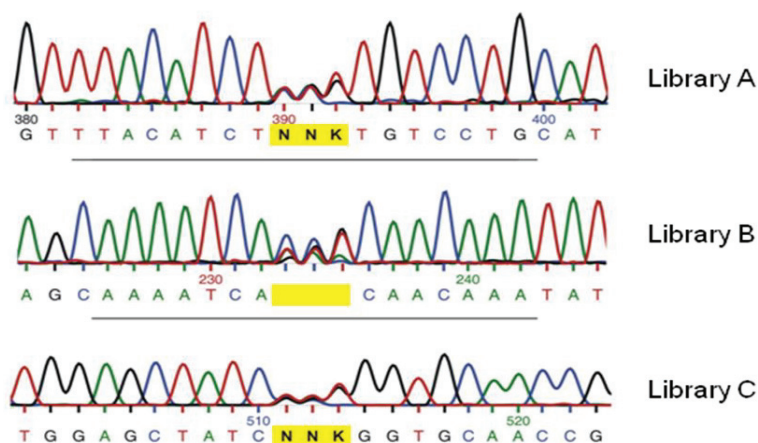 Library A
380 390 400
G T T T A C A T C T N N K T G T C C T G C A T
Library B
230 240
A G C A A A A T C A C A A C A A A T A T
Library C
510 520
T G G A G C T A T C N N K G G T G C A A C C G